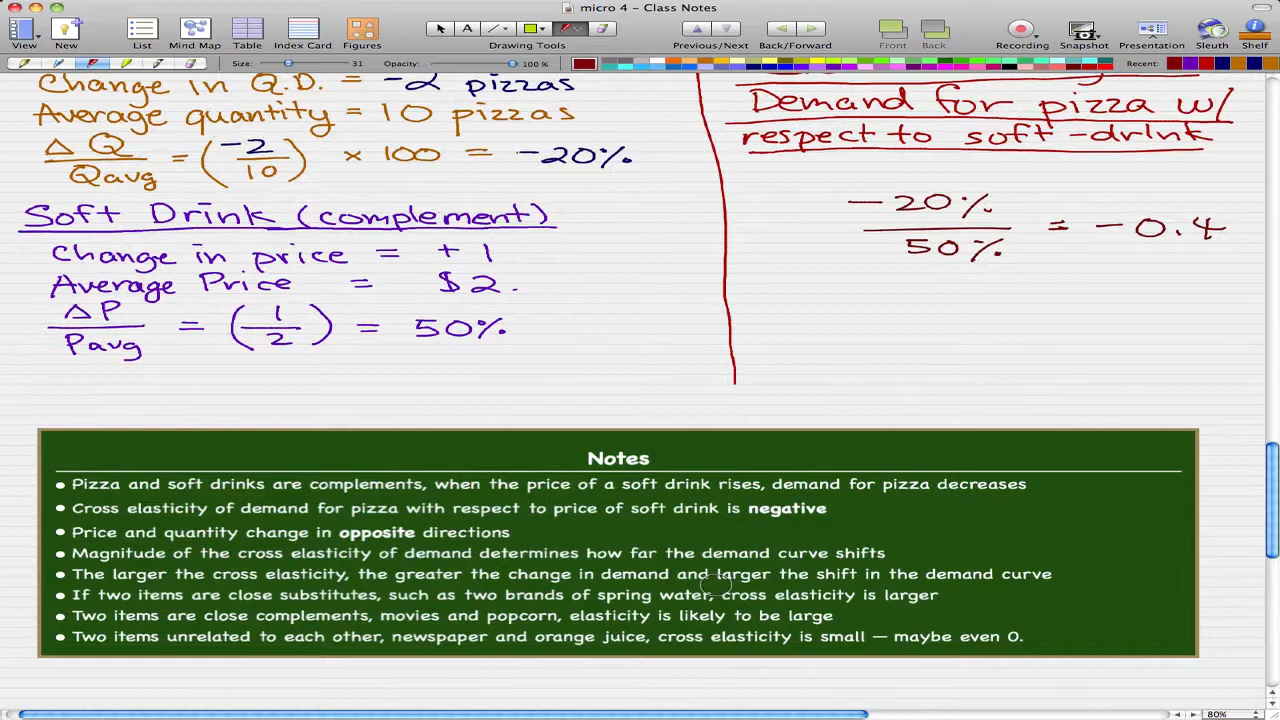 micro 4 – Class Notes
View New List Mind Map Table Index Card Figures Drawing Tools Previous/Next Back/Forward Front Back Recording Snapshot Presentation Sleuth Shelf
Size: 31 Opacity: 100 % Recent:
Change in Q.D. = -2 pizzas
Average quantity = 10 pizzas
Δ Q
Qavg
= (-2/10) x 100 = -20%
Soft Drink (complement)
Change in price = + 1
Average Price = $2.
ΔP
Pavg
= (1/2) = 50%
Demand for pizza w/
respect to soft-drink
-20%
50%
= -0.4
Notes
• Pizza and soft drinks are complements, when the price of a soft drink rises, demand for pizza decreases
• Cross elasticity of demand for pizza with respect to price of soft drink is negative
• Price and quantity change in opposite directions
• Magnitude of the cross elasticity of demand determines how far the demand curve shifts
• The larger the cross elasticity, the greater the change in demand and larger the shift in the demand curve
• If two items are close substitutes, such as two brands of spring water, cross elasticity is larger
• Two items are close complements, movies and popcorn, elasticity is likely to be large
• Two items unrelated to each other, newspaper and orange juice, cross elasticity is small — maybe even 0.
80%